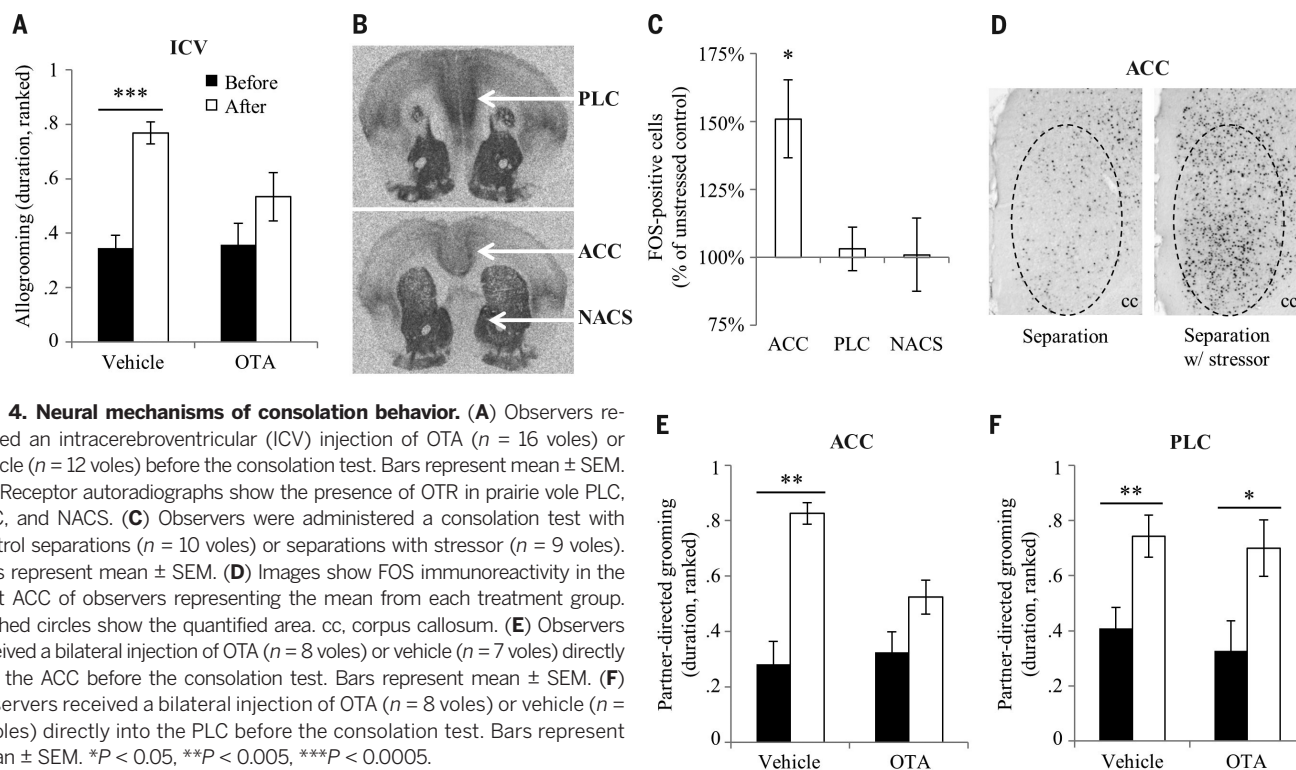 A
ICV
Allogrooming (duration, ranked)
1
.8
.6
.4
.2
0
***
Before
After
Vehicle
OTA
B
PLC
ACC
NACS
C
FOS-positive cells
(% of unstressed control)
175%
150%
125%
100%
75%
*
ACC
PLC
NACS
D
ACC
cc
cc
Separation
Separation
w/ stressor
4. Neural mechanisms of consolation behavior. (A) Observers re-
an intracerebroventricular (ICV) injection of OTA (n = 16 voles) or
(n = 12 voles) before the consolation test. Bars represent mean ± SEM.
Receptor autoradiographs show the presence of OTR in prairie vole PLC,
and NACS. (C) Observers were administered a consolation test with
separations (n = 10 voles) or separations with stressor (n = 9 voles).
represent mean ± SEM. (D) Images show FOS immunoreactivity in the
ACC of observers representing the mean from each treatment group.
circles show the quantified area. cc, corpus callosum. (E) Observers
a bilateral injection of OTA (n = 8 voles) or vehicle (n = 7 voles) directly
the ACC before the consolation test. Bars represent mean ± SEM. (F)
received a bilateral injection of OTA (n = 8 voles) or vehicle (n =
directly into the PLC before the consolation test. Bars represent
± SEM. *P < 0.05, **P < 0.005, ***P < 0.0005.
E
ACC
Partner-directed grooming
(duration, ranked)
1
.8
.6
.4
.2
0
**
Vehicle
OTA
F
PLC
Partner-directed grooming
(duration, ranked)
1
.8
.6
.4
.2
0
**
*
Vehicle
OTA